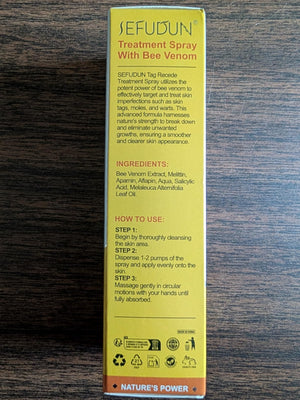 SEFUDUN®
Treatment Spray
With Bee Venom
SEFUDUN Tag Recede
Treatment Spray utilizes the
potent power of bee venom to
effectively target and treat skin
imperfections such as skin
tags, moles, and warts. This
advanced formula harnesses
nature's strength to break down
and eliminate unwanted
growths, ensuring a smoother
and clearer skin appearance.
INGREDIENTS:
Bee Venom Extract, Melittin,
Apamin, Aflapin, Aqua, Salicylic
Acid, Melaleuca Alternifolia
Leaf Oil.
HOW TO USE:
STEP 1:
Begin by thoroughly cleansing
the skin area.
STEP 2:
Dispense 1-2 pumps of the
spray and apply evenly onto the
skin.
STEP 3:
Massage gently in circular
motions with your hands until
fully absorbed.
NATURE'S POWER